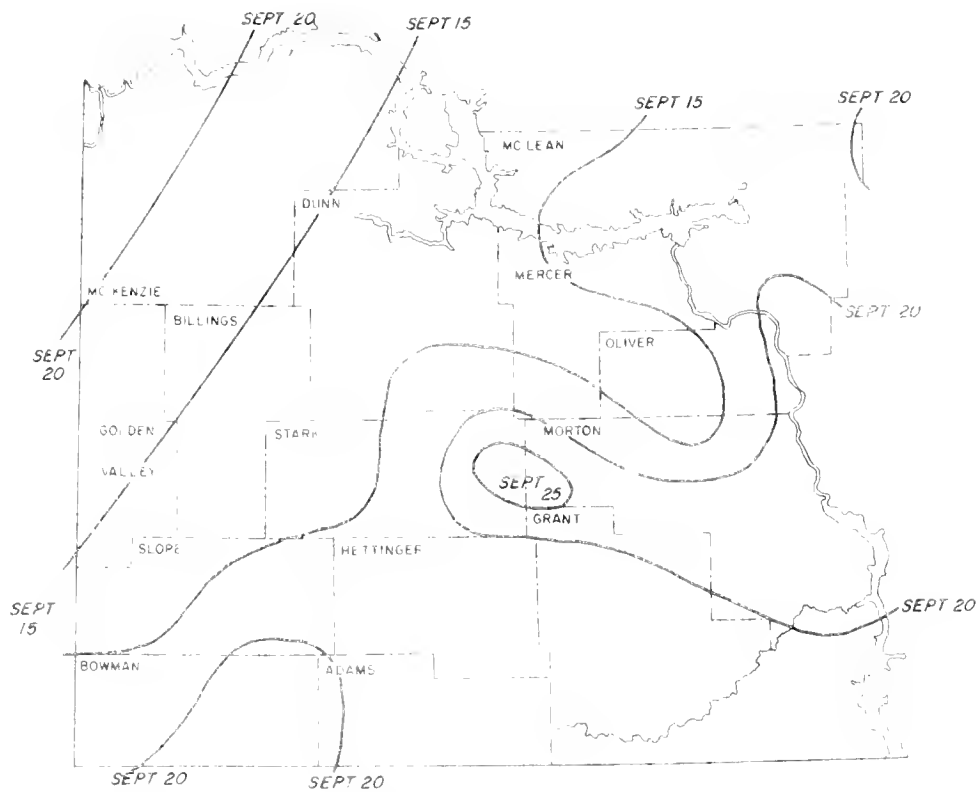 SEPT 20
SEPT 15
SEPT 15
SEPT 20
MC LEAN
DUNN
MERCER
MC KENZIE
BILLINGS
SEPT 20
OLIVER
SEPT
20
GOLDEN
VALLEY
STARK
MORTON
SEPT
25
GRANT
SLOPE
HETTINGER
SEPT
15
SEPT 20
BOWMAN
ADAMS
SEPT 20
SEPT 20